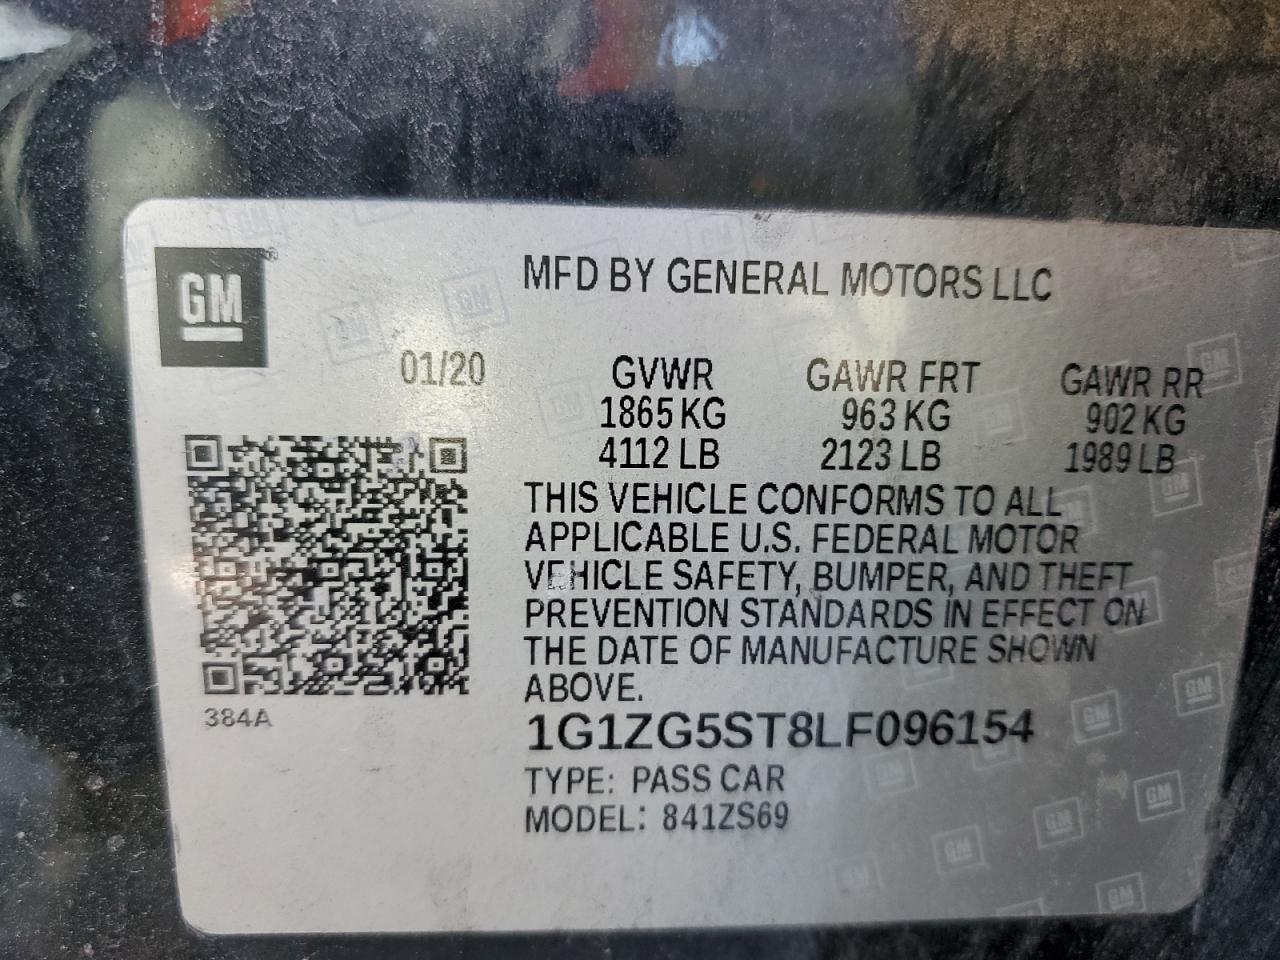 GM
MFD BY GENERAL MOTORS LLC
01/20
GVWR GAWR FRT GAWR RR
1865 KG 963 KG 902 KG
4112 LB 2123 LB 1989 LB
THIS VEHICLE CONFORMS TO ALL
APPLICABLE U.S. FEDERAL MOTOR
VEHICLE SAFETY, BUMPER, AND THEFT
PREVENTION STANDARDS IN EFFECT ON
THE DATE OF MANUFACTURE SHOWN
ABOVE.
384A
1G1ZG5ST8LF096154
TYPE: PASS CAR
MODEL: 841ZS69